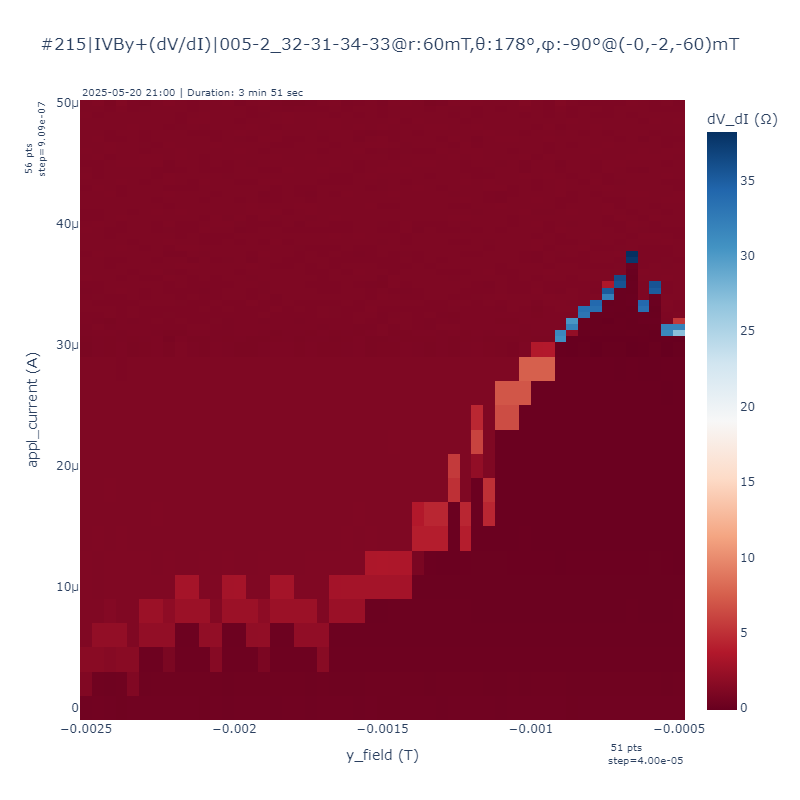 #215|IVBy+(dV/dI)|005-2_32-31-34-33@r:60mT,θ:178°,φ:-90°@(-0,-2,-60)mT
2025-05-20 21:00 | Duration: 3 min 51 sec
56 pts
step=9.09e-07
dV_dI (Ω)
50μ
40μ
30μ
20μ
10μ
0
appl_current (A)
35
30
25
20
15
10
5
0
−0.0025
−0.002
−0.0015
−0.001
−0.0005
y_field (T)
51 pts
step=4.00e-05